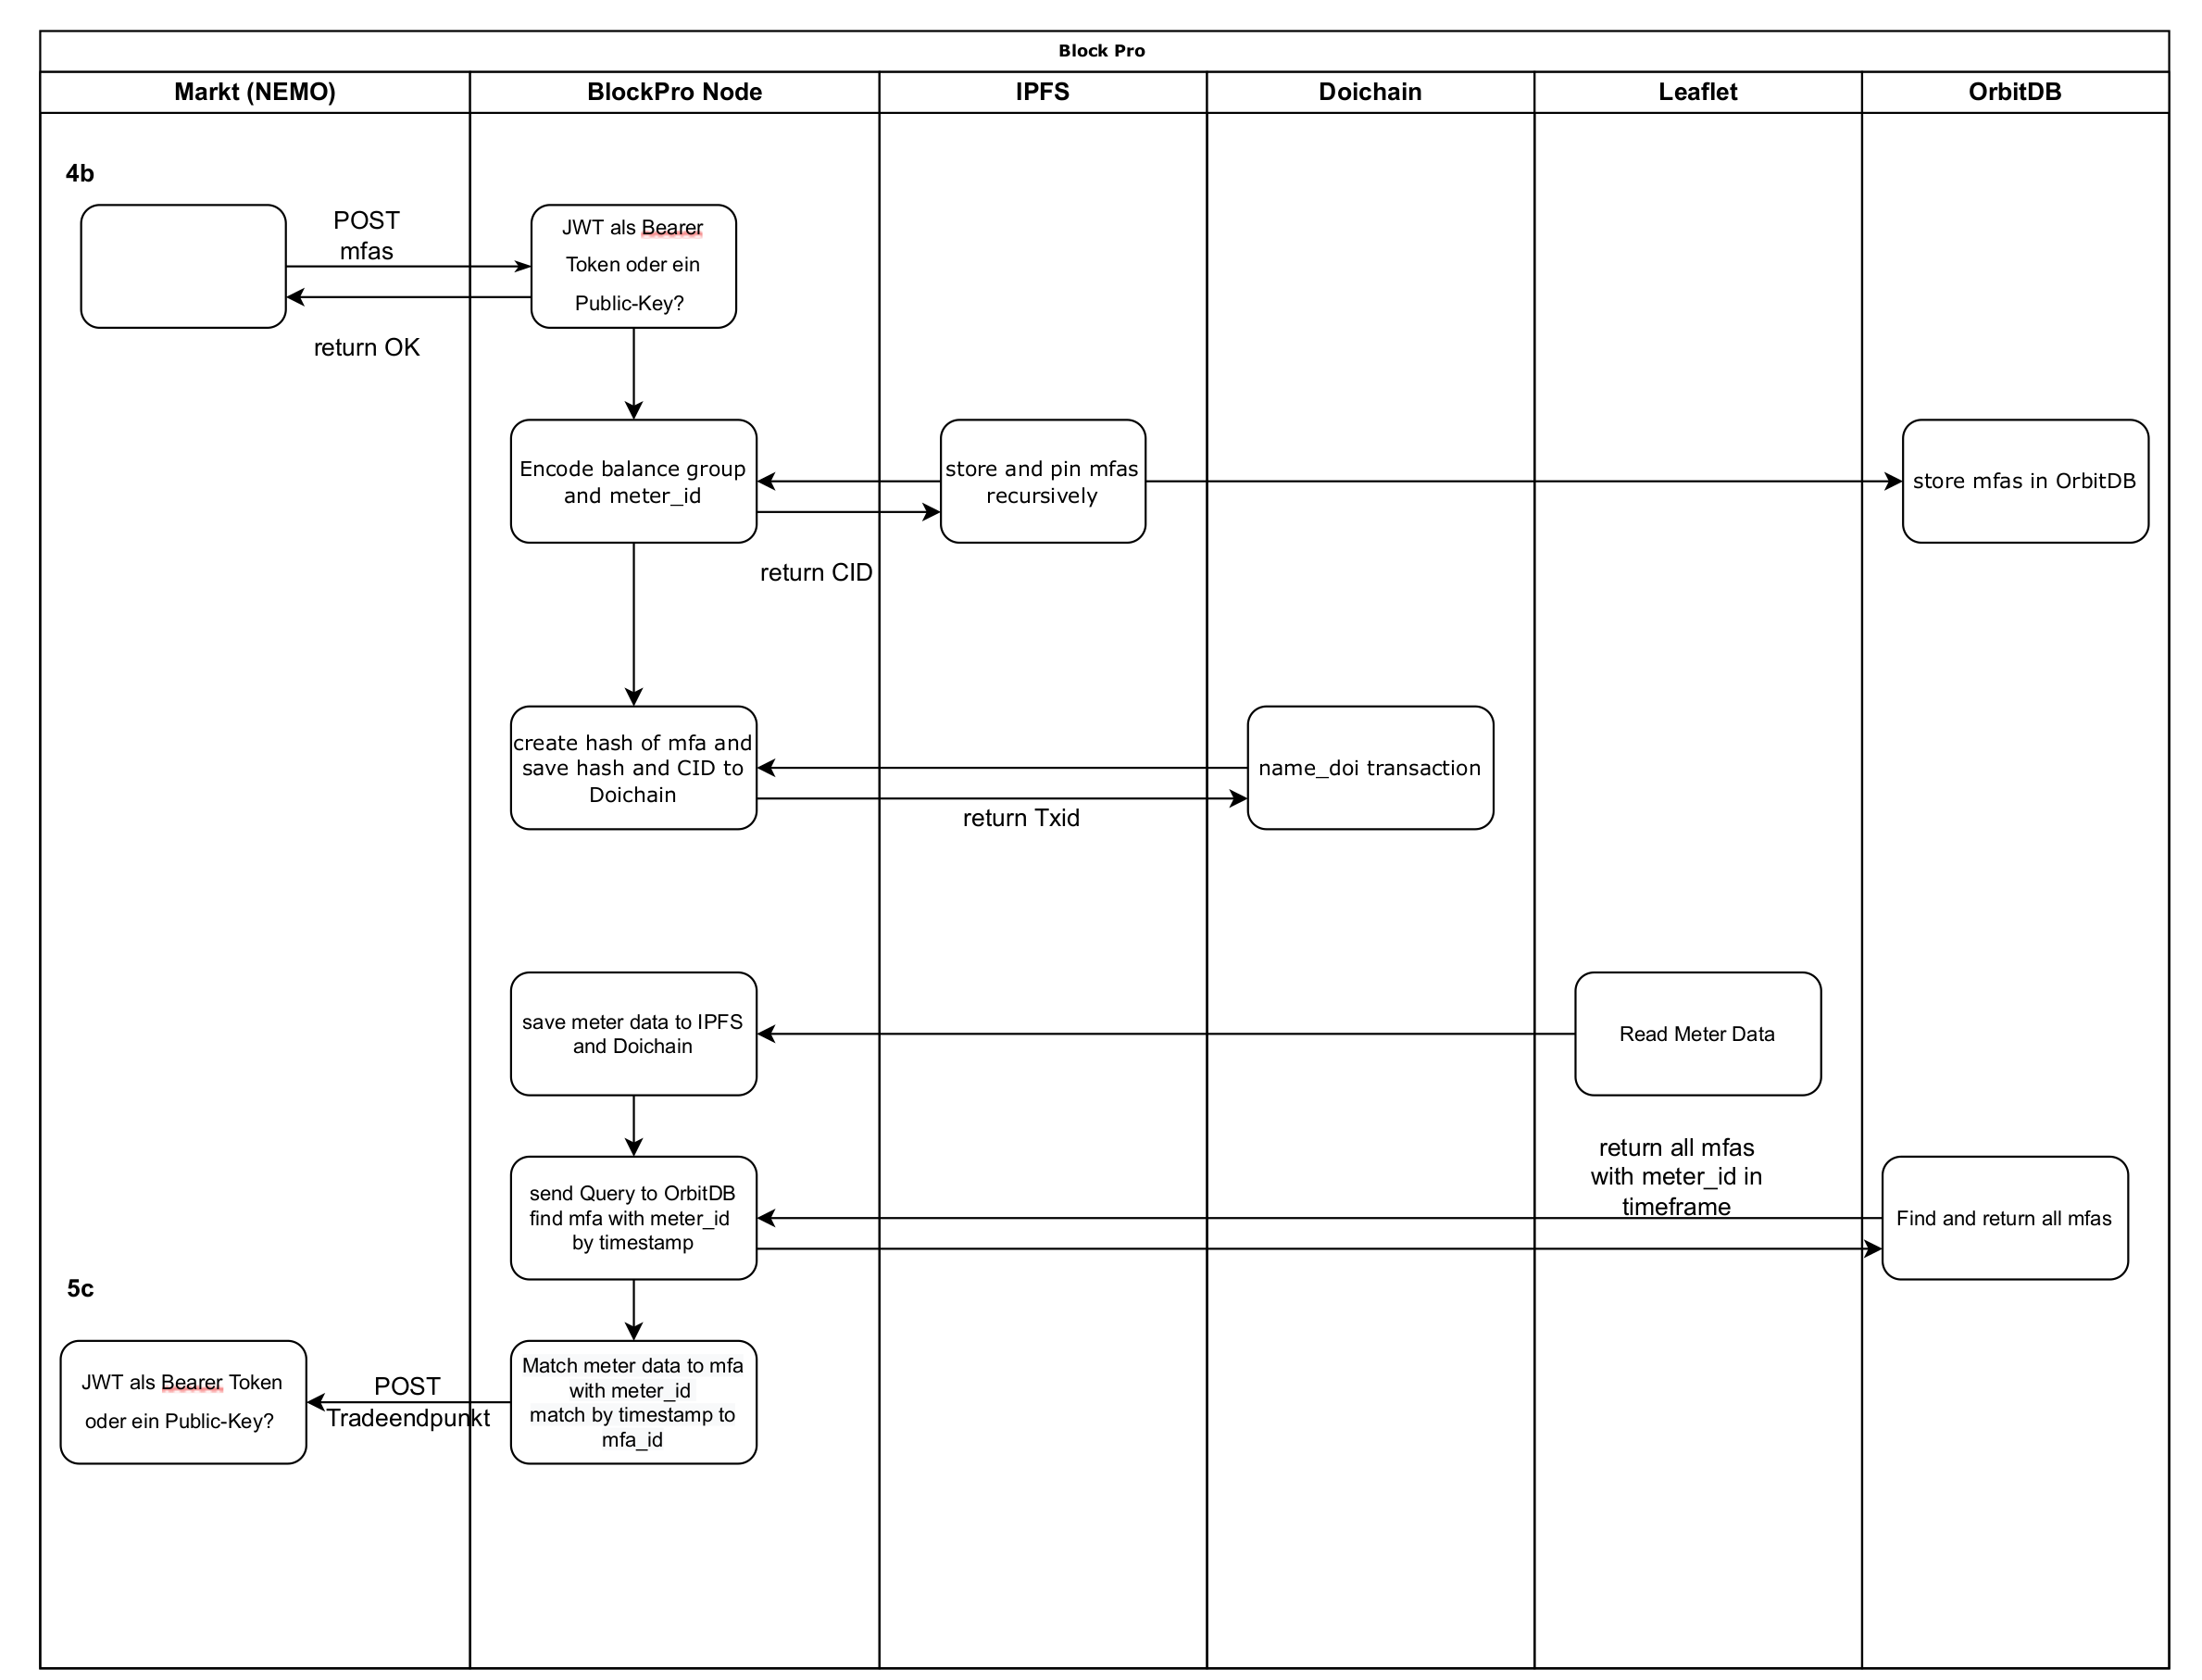 Block Pro
Markt (NEMO)
BlockPro Node
IPFS
Doichain
Leaflet
OrbitDB
4b
POST
mfas
return OK
JWT als Bearer
Token oder ein
Public-Key?
Encode balance group
and meter_id
store and pin mfas
recursively
store mfas in OrbitDB
return CID
create hash of mfa and
save hash and CID to
Doichain
name_doi transaction
return Txid
save meter data to IPFS
and Doichain
Read Meter Data
return all mfas
with meter_id in
timeframe
send Query to OrbitDB
find mfa with meter_id
by timestamp
Find and return all mfas
5c
JWT als Bearer Token
oder ein Public-Key?
POST
Tradeendpunkt
Match meter data to mfa
with meter_id
match by timestamp to
mfa_id